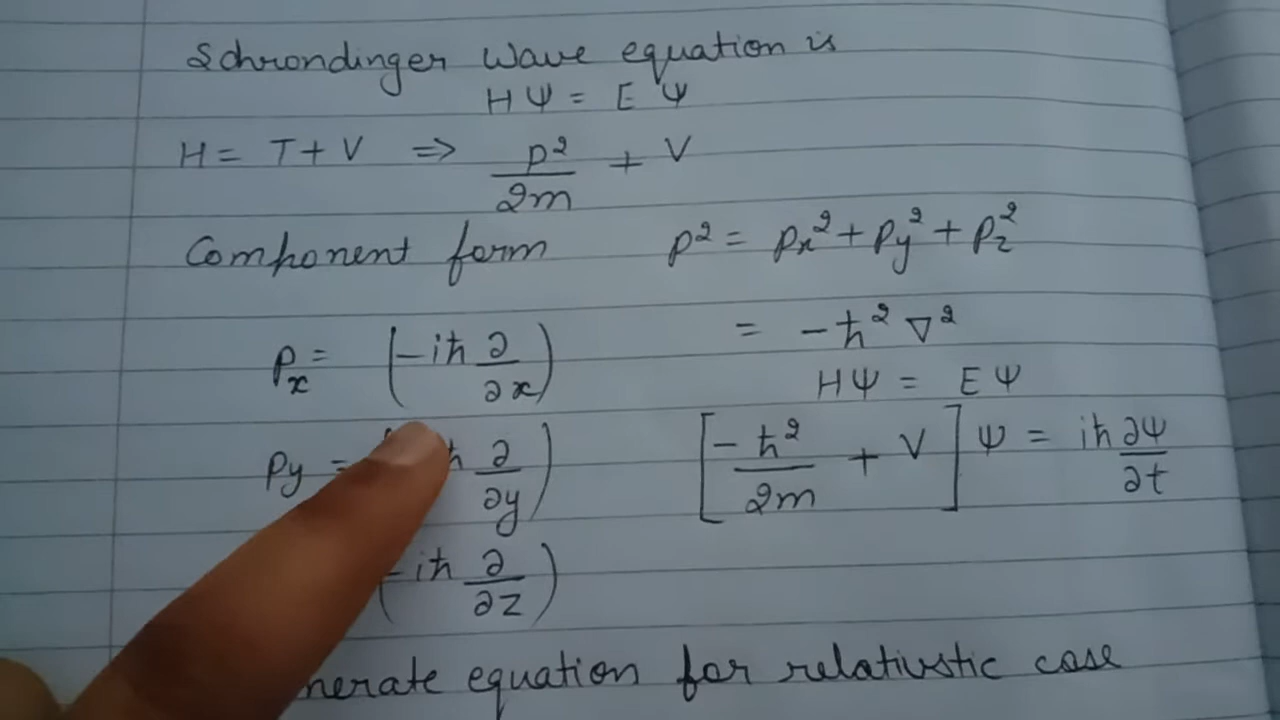 Schrondinger Wave equation is
HΨ = EΨ
H = T + V ⇒ p²/2m + V
Component form p² = px² + py² + pz²
= -ħ² ∇²
px = (-iħ ∂/∂x)
HΨ = EΨ
py = ħ ∂/∂y)
[-ħ²/2m + V] Ψ = iħ ∂Ψ/∂t
(-iħ ∂/∂z)
nerate equation for relativstic case